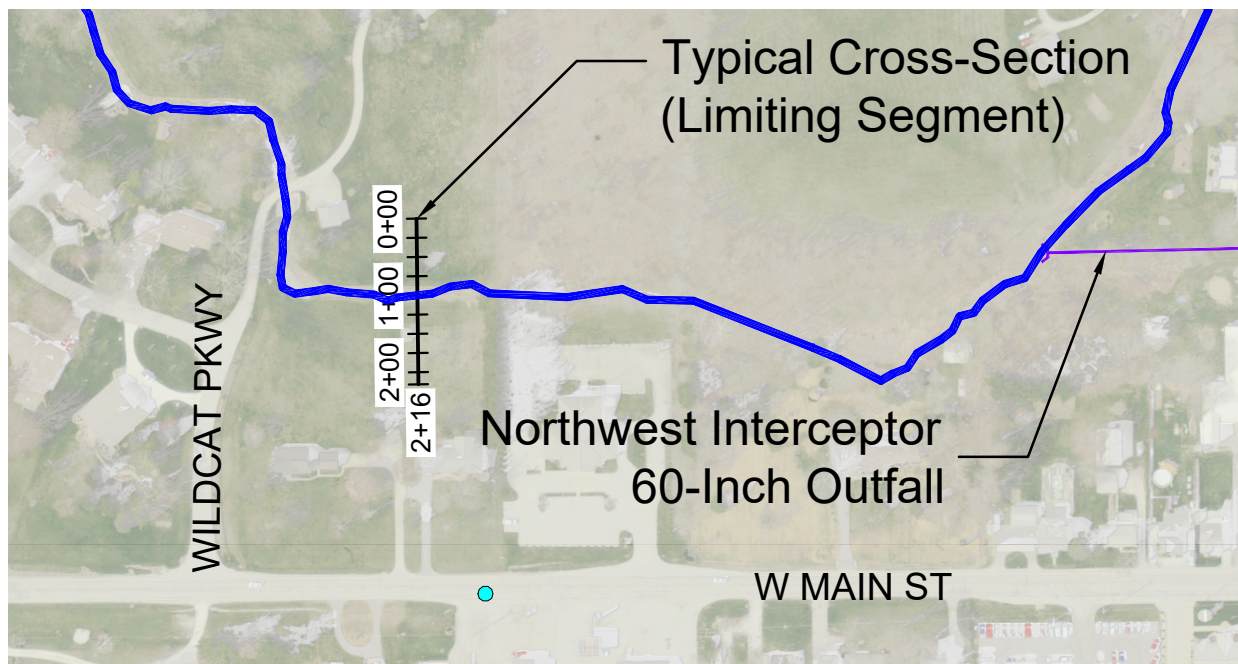 Typical Cross-Section
(Limiting Segment)
0+00
1+00
2+00
2+16
WILDCAT PKWY
Northwest Interceptor
60-Inch Outfall
W MAIN ST